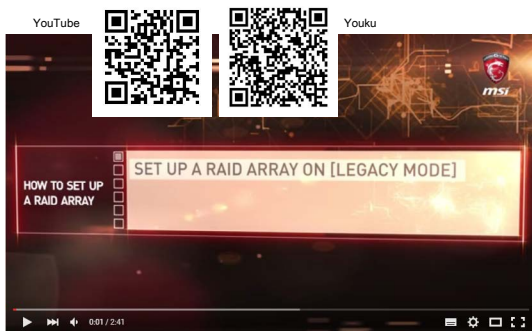 YouTube
Youku
msi
SET UP A RAID ARRAY ON [LEGACY MODE]
HOW TO SET UP
A RAID ARRAY
0:01 / 2:41